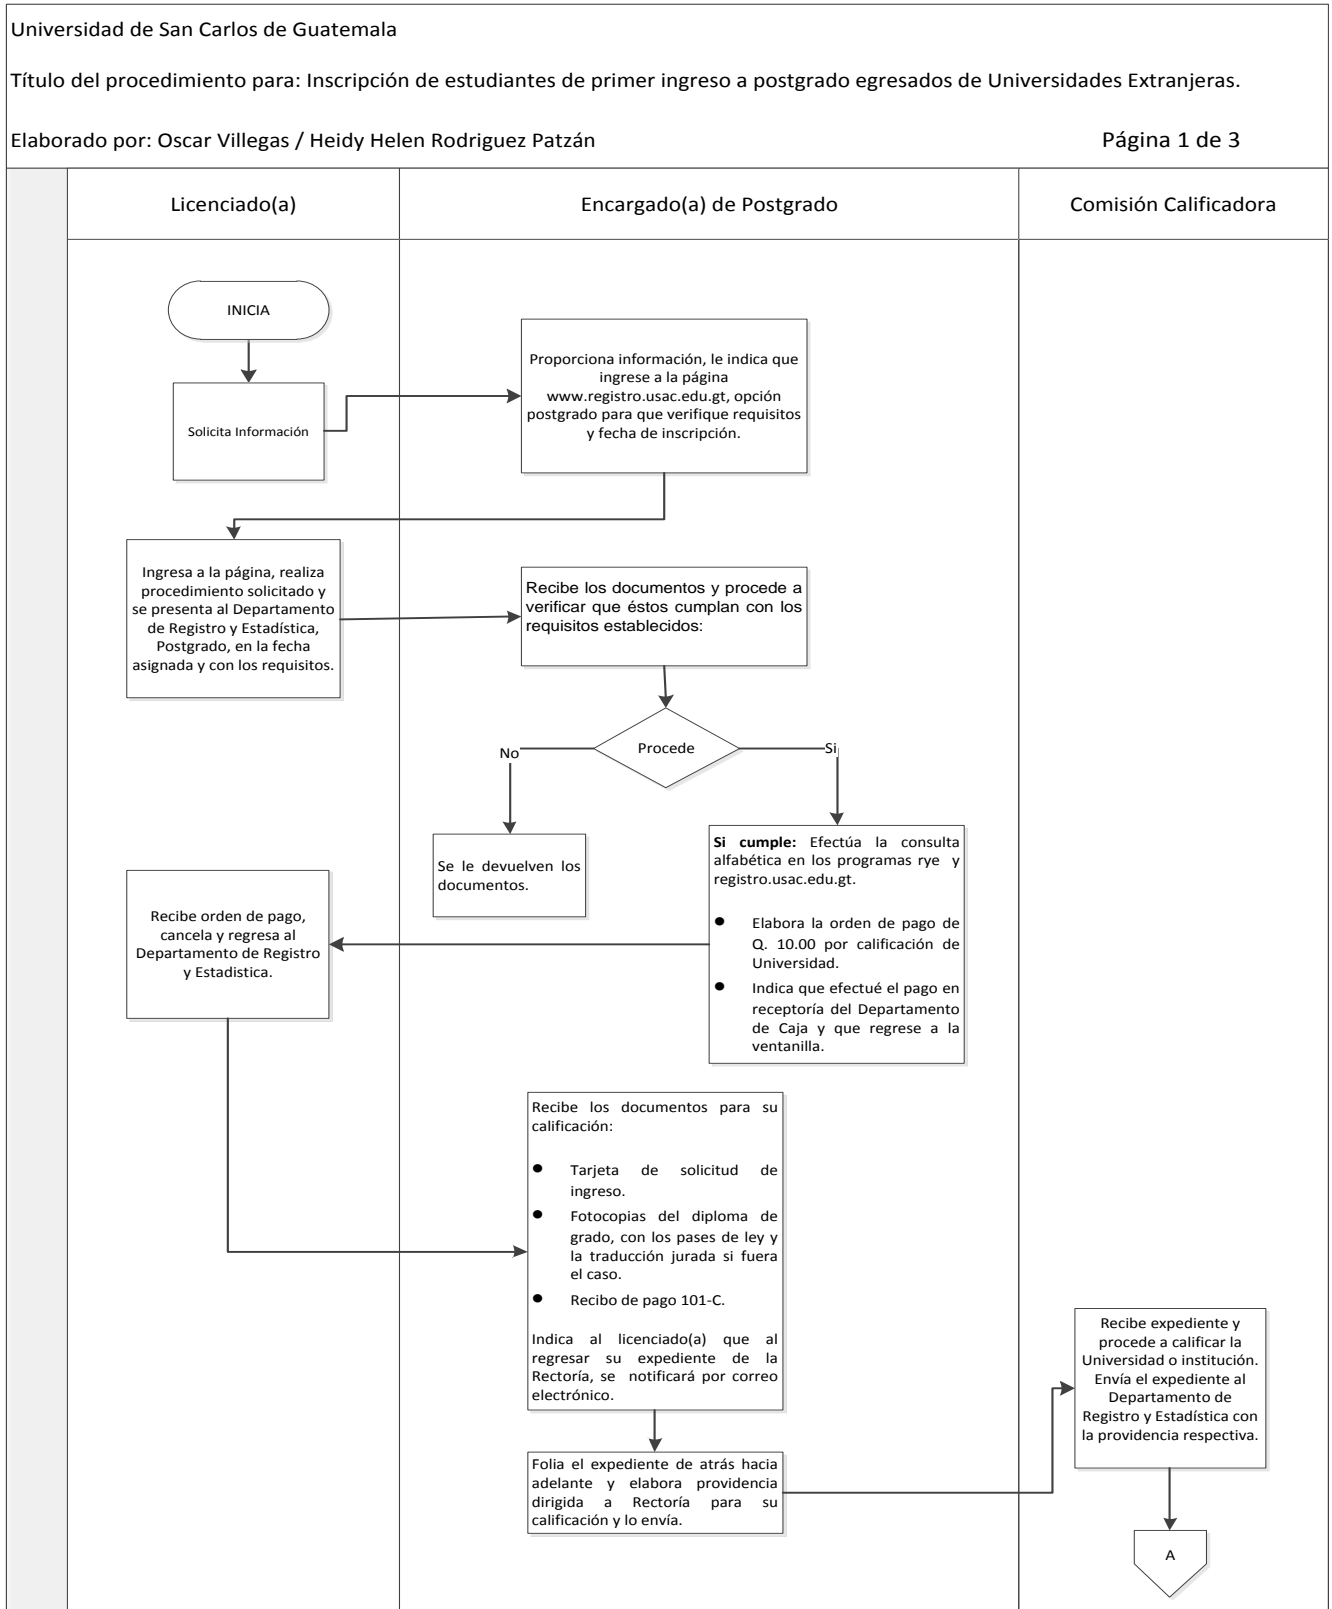 Universidad de San Carlos de Guatemala
Título del procedimiento para: Inscripción de estudiantes de primer ingreso a postgrado egresados de Universidades Extranjeras.
Elaborado por: Oscar Villegas / Heidy Helen Rodriguez Patzán
Página 1 de 3
Licenciado(a)
Encargado(a) de Postgrado
Comisión Calificadora
INICIA
Solicita Información
Proporciona información, le indica que
ingrese a la página
www.registro.usac.edu.gt, opción
postgrado para que verifique requisitos
y fecha de inscripción.
Ingresa a la página, realiza
procedimiento solicitado y
se presenta al Departamento
de Registro y Estadística,
Postgrado, en la fecha
asignada y con los requisitos.
Recibe los documentos y procede a
verificar que éstos cumplan con los
requisitos establecidos:
Procede
No
Si
Se le devuelven los
documentos.
Si cumple: Efectúa la consulta
alfabética en los programas rye y
registro.usac.edu.gt.
● Elabora la orden de pago de
Q. 10.00 por calificación de
Universidad.
● Indica que efectué el pago en
receptoría del Departamento
de Caja y que regrese a la
ventanilla.
Recibe orden de pago,
cancela y regresa al
Departamento de Registro
y Estadistica.
Recibe los documentos para su
calificación:
● Tarjeta de solicitud de
ingreso.
● Fotocopias del diploma de
grado, con los pases de ley y
la traducción jurada si fuera
el caso.
● Recibo de pago 101-C.
Indica al licenciado(a) que al
regresar su expediente de la
Rectoría, se notificará por correo
electrónico.
Folia el expediente de atrás hacia
adelante y elabora providencia
dirigida a Rectoría para su
calificación y lo envía.
Recibe expediente y
procede a calificar la
Universidad o institución.
Envía el expediente al
Departamento de
Registro y Estadística con
la providencia respectiva.
A